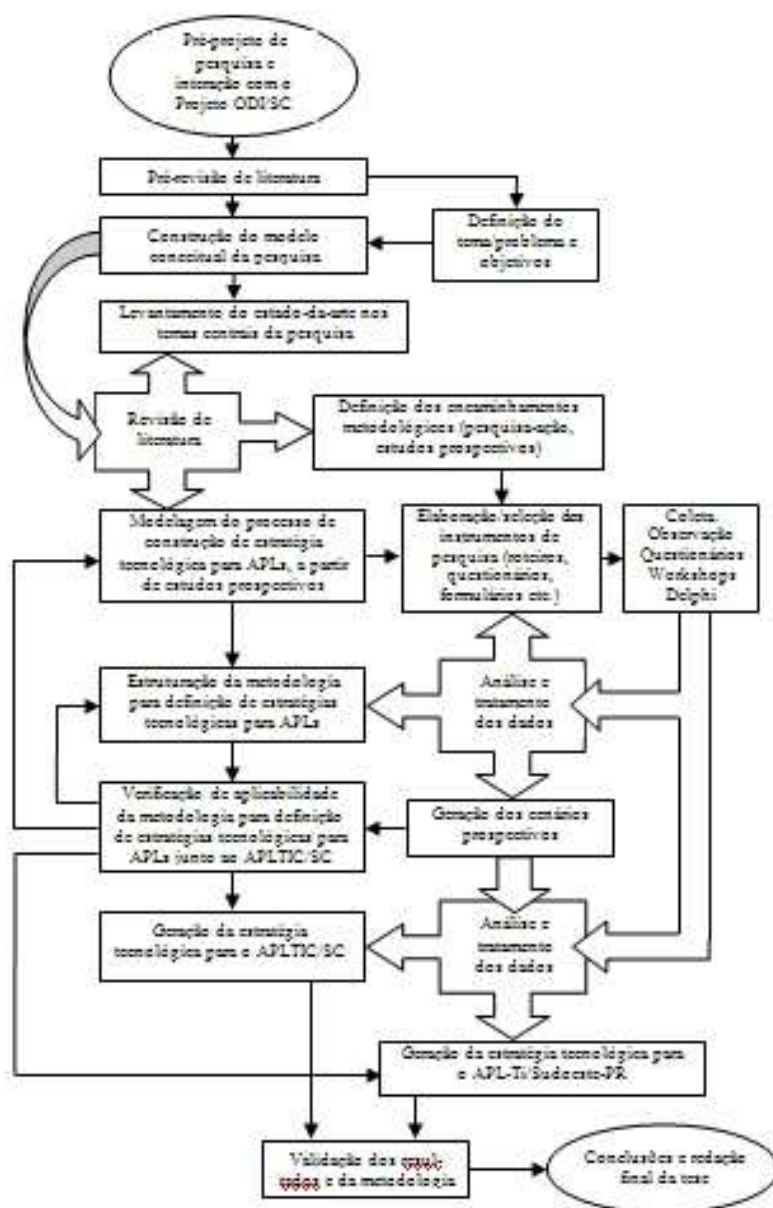 Pré-projeto de
pesquisa e
interação com o
Projeto ODI/SC
Pré-revisão de literatura
Construção do modelo
conceitual da pesquisa
Definição do
tema/problema e
objetivos
Levantamento do estado-da-arte nos
temas centrais da pesquisa
Revisão de
literatura
Definição dos encaminhamentos
metodológicos (pesquisa-ação,
estudos prospectivos)
Modelagem do processo de
construção de estratégia
tecnológica para APLs, a partir
de estudos prospectivos
Elaboração/seleção dos
instrumentos de
pesquisa (roteiros,
questionários,
formulários etc.)
Coleta
Observação
Questionários
Workshops
Delphi
Estruturação da metodologia
para definição de estratégias
tecnológicas para APLs
Análise e
tratamento
dos dados
Verificação de aplicabilidade
da metodologia para definição
de estratégias tecnológicas para
APLs junto ao APLTIC/SC
Geração dos cenários
prospectivos
Geração da estratégia
tecnológica para o APLTIC/SC
Análise e
tratamento
dos dados
Geração da estratégia tecnológica para
o APL-Ti/Sudoeste-PR
Validação dos resul-
tados e da metodologia
Conclusões e redação
final da tese